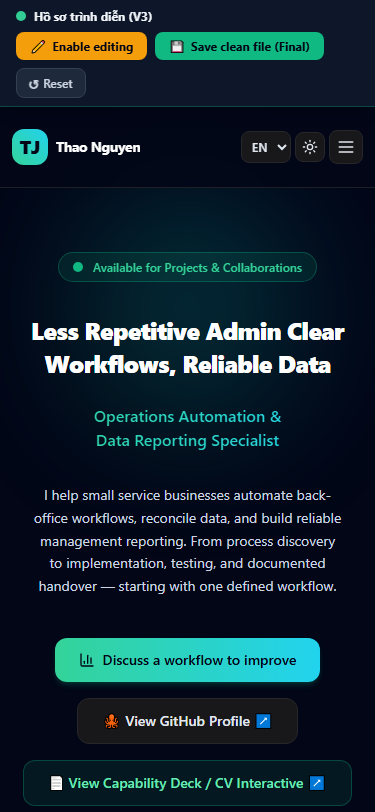 Hồ sơ trình diễn (V3)
Enable editing
Save clean file (Final)
Reset
TJ
Thao Nguyen
EN
Available for Projects & Collaborations
Less Repetitive Admin Clear
Workflows, Reliable Data
Operations Automation &
Data Reporting Specialist
I help small service businesses automate back-
office workflows, reconcile data, and build reliable
management reporting. From process discovery
to implementation, testing, and documented
handover — starting with one defined workflow.
Discuss a workflow to improve
View GitHub Profile
View Capability Deck / CV Interactive